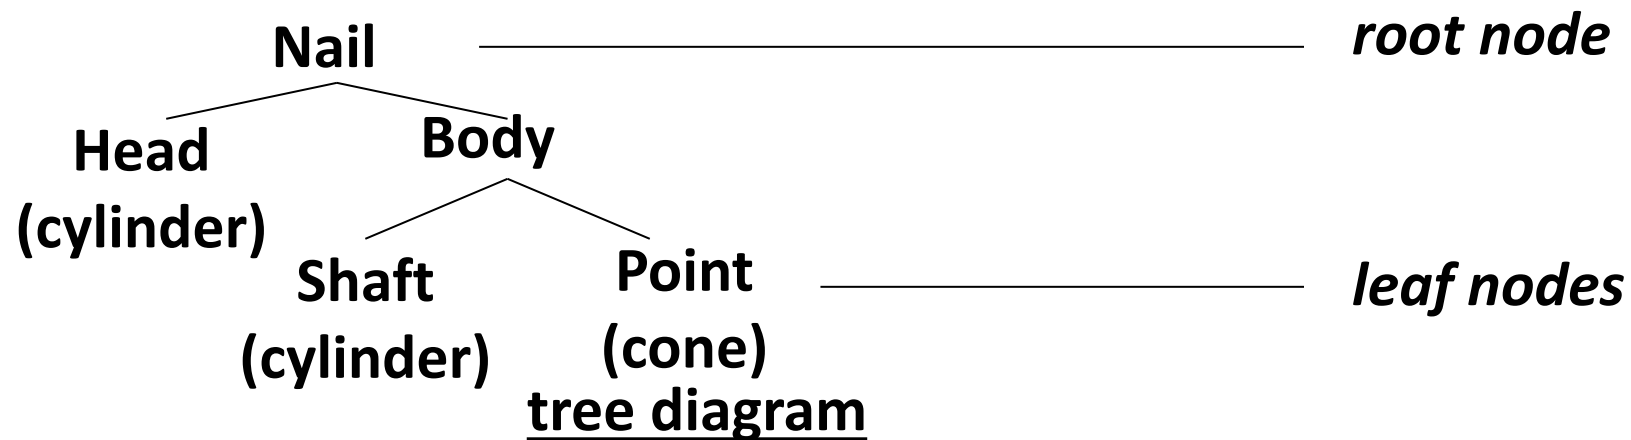 Nail
root node
Head
(cylinder)
Body
Shaft
(cylinder)
Point
(cone)
leaf nodes
tree diagram